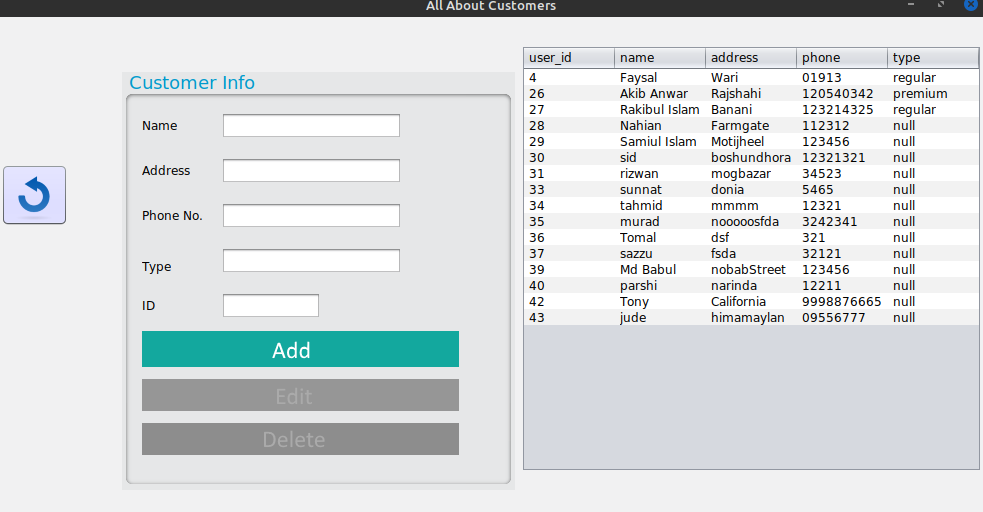 All About Customers
Customer Info
Name
Address
Phone No.
Type
ID
Add
Edit
Delete
user_id name address phone type
4 Faysal Wari 01913 regular
26 Akib Anwar Rajshahi 120540342 premium
27 Rakibul Islam Banani 123214325 regular
28 Nahian Farmgate 112312 null
29 Samiul Islam Motijheel 123456 null
30 sid boshundhora 12321321 null
31 rizwan mogbazar 34523 null
33 sunnat donia 5465 null
34 tahmid mmmm 12321 null
35 murad nooooosfda 3242341 null
36 Tomal dsf 321 null
37 sazzu fsda 32121 null
39 Md Babul nobabStreet 123456 null
40 parshi narinda 12211 null
42 Tony California 9998876665 null
43 jude himamaylan 09556777 null